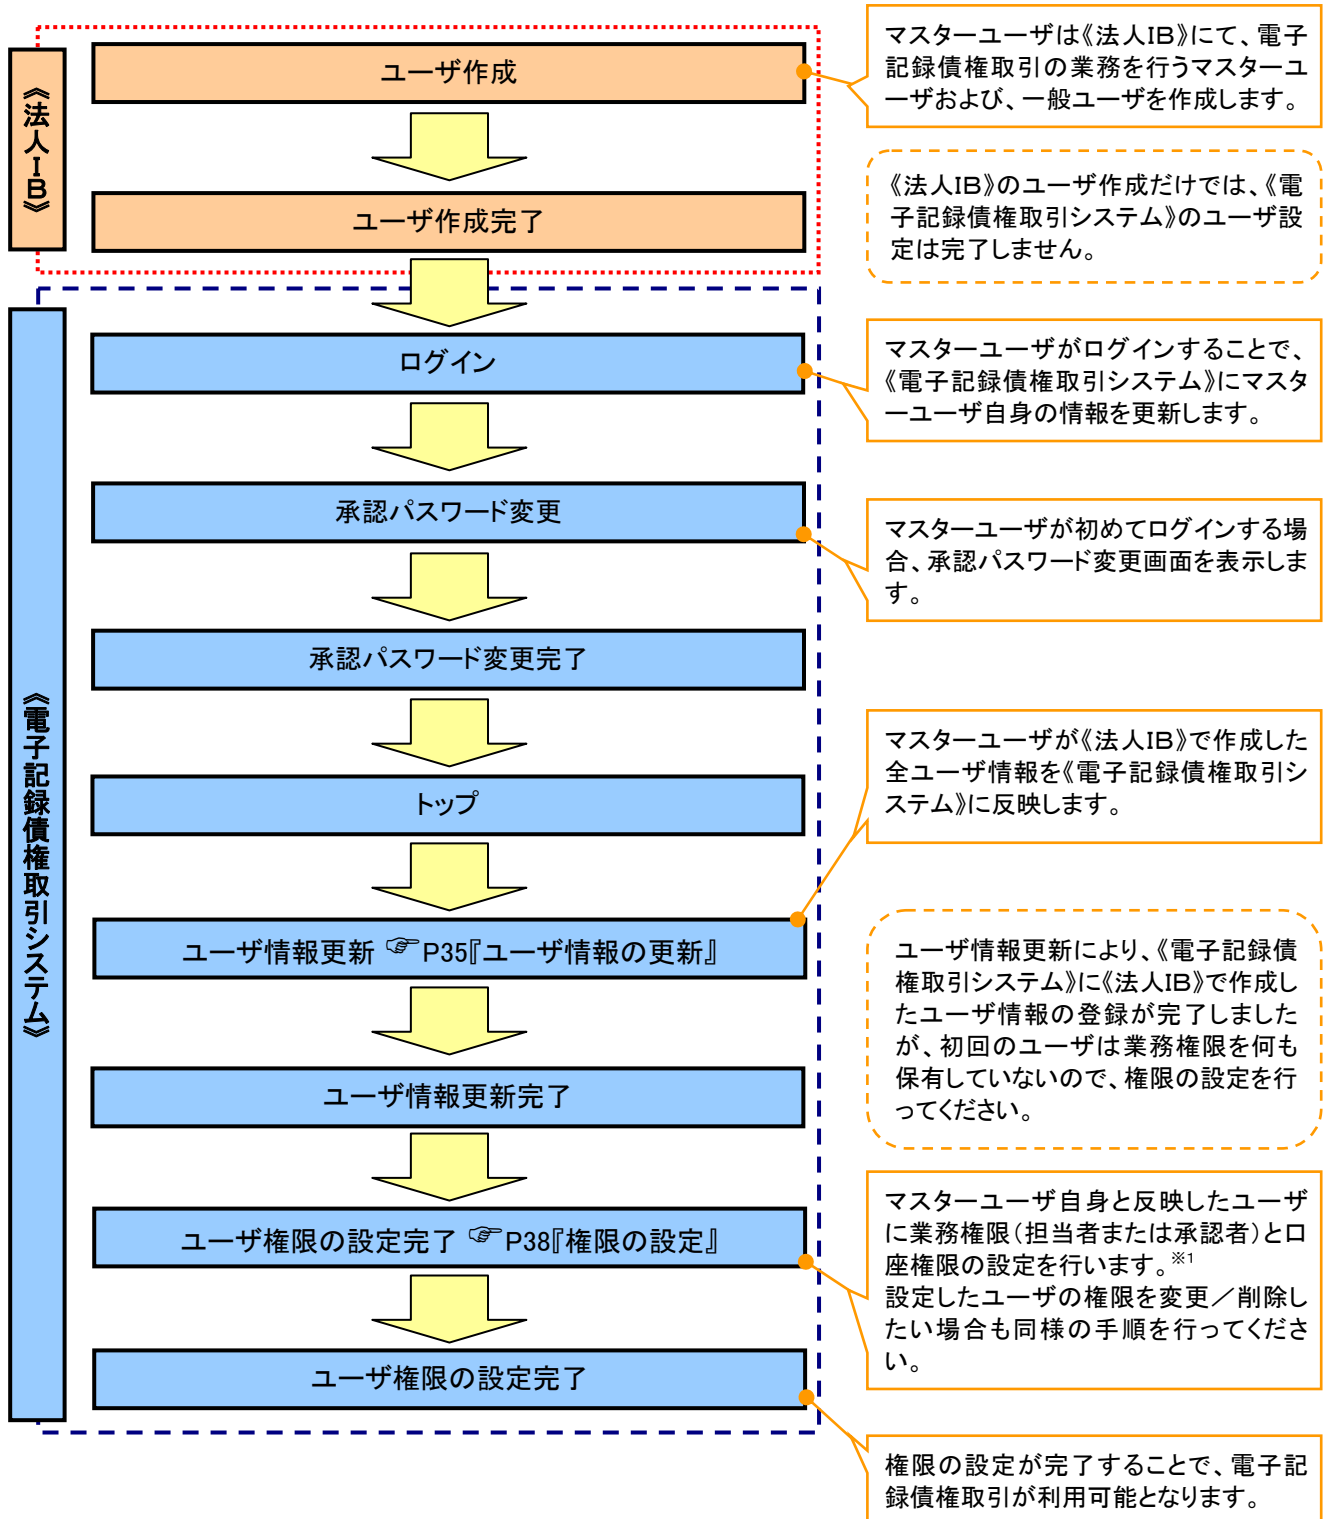 《法人IB》
ユーザ作成
マスターユーザは《法人IB》にて、電子
記録債権取引の業務を行うマスターユ
ーザおよび、一般ユーザを作成します。
ユーザ作成完了
《法人IB》のユーザ作成だけでは、《電
子記録債権取引システム》のユーザ設
定は完了しません。
《電子記録債権取引システム》
ログイン
マスターユーザがログインすることで、
《電子記録債権取引システム》にマスタ
ーユーザ自身の情報を更新します。
承認パスワード変更
マスターユーザが初めてログインする場
合、承認パスワード変更画面を表示しま
す。
承認パスワード変更完了
トップ
マスターユーザが《法人IB》で作成した
全ユーザ情報を《電子記録債権取引シ
ステム》に反映します。
ユーザ情報更新 ☞P35『ユーザ情報の更新』
ユーザ情報更新により、《電子記録債
権取引システム》に《法人IB》で作成し
たユーザ情報の登録が完了しました
が、初回のユーザは業務権限を何も
保有していないので、権限の設定を行
ってください。
ユーザ情報更新完了
ユーザ権限の設定完了 ☞P38『権限の設定』
マスターユーザ自身と反映したユーザ
に業務権限(担当者または承認者)と口
座権限の設定を行います。※1
設定したユーザの権限を変更／削除し
たい場合も同様の手順を行ってくださ
い。
ユーザ権限の設定完了
権限の設定が完了することで、電子記
録債権取引が利用可能となります。